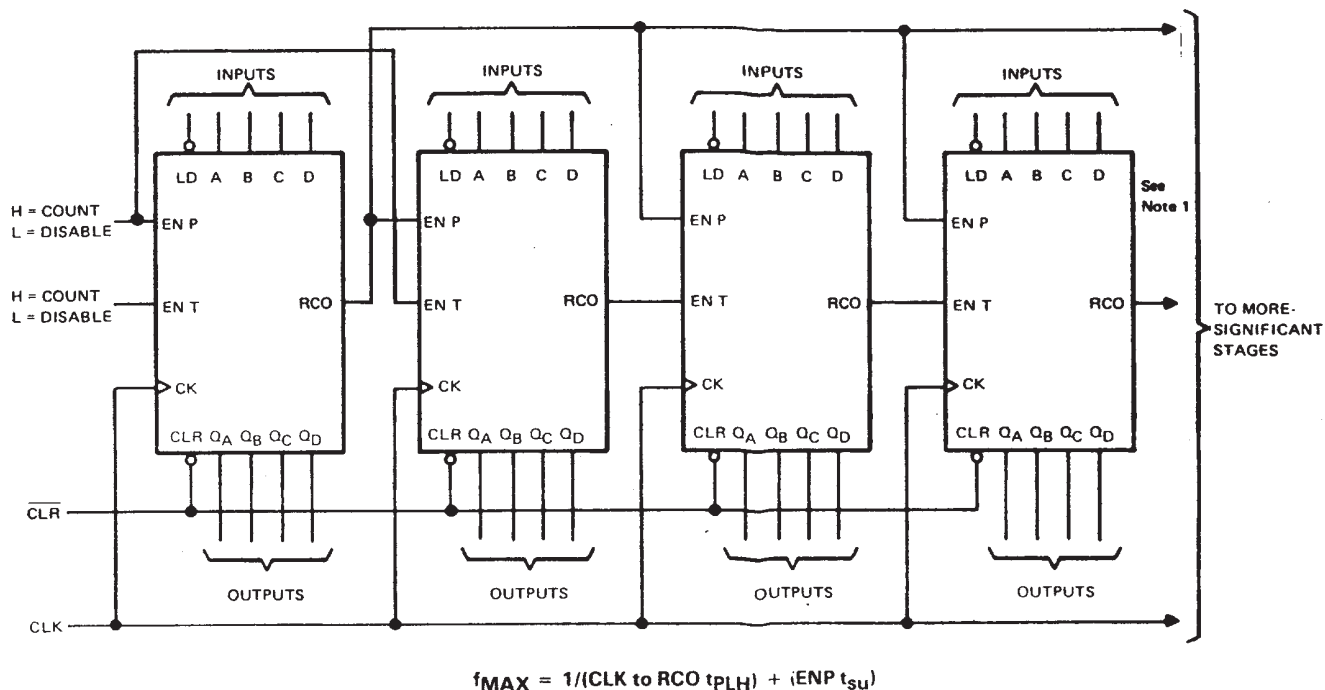 INPUTS INPUTS INPUTS INPUTS
LD A B C D LD A B C D LD A B C D LD A B C D
See
Note 1
H = COUNT
L = DISABLE
EN P EN P EN P EN P
H = COUNT
L = DISABLE
EN T RCO EN T RCO EN T RCO EN T RCO
TO MORE-
SIGNIFICANT
STAGES
CK CK CK CK
CLR QA QB QC QD CLR QA QB QC QD CLR QA QB QC QD CLR QA QB QC QD
CLR
OUTPUTS OUTPUTS OUTPUTS OUTPUTS
CLK
fMAX = 1/(CLK to RCO tPLH) + (ENP tsu)